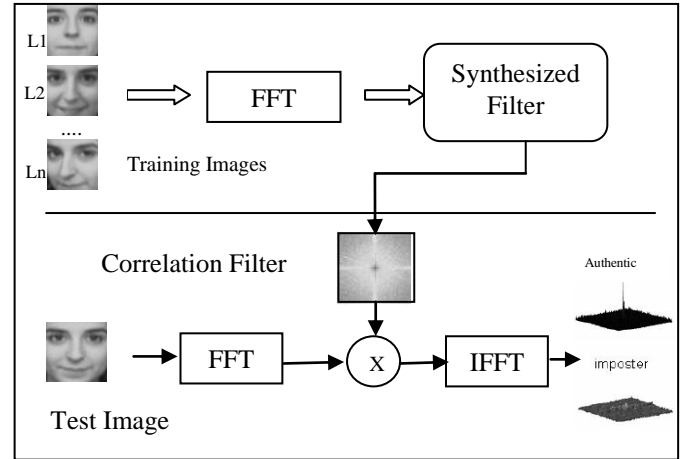 L1
L2
....
Ln
FFT
Synthesized
Filter
Training Images
Correlation Filter
Authentic
FFT
X
IFFT
imposter
Test Image